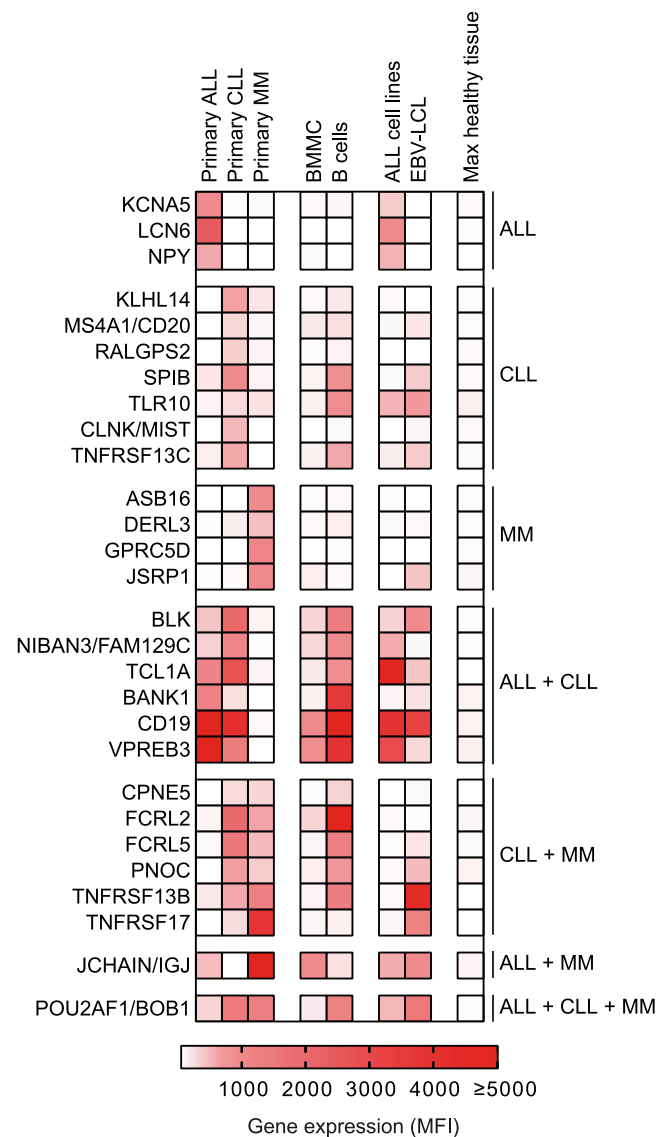 Primary ALL
Primary CLL
Primary MM
BMMC
B cells
ALL cell lines
EBV-LCL
Max healthy tissue
KCNA5
LCN6
NPY
ALL
KLHL14
MS4A1/CD20
RALGPS2
SPIB
TLR10
CLNK/MIST
TNFRSF13C
CLL
ASB16
DERL3
GPRC5D
JSRP1
MM
BLK
NIBAN3/FAM129C
TCL1A
BANK1
CD19
VPREB3
ALL + CLL
CPNE5
FCRL2
FCRL5
PNOC
TNFRSF13B
TNFRSF17
CLL + MM
JCHAIN/IGJ
ALL + MM
POU2AF1/BOB1
ALL + CLL + MM
1000 2000 3000 4000 ≥5000
Gene expression (MFI)